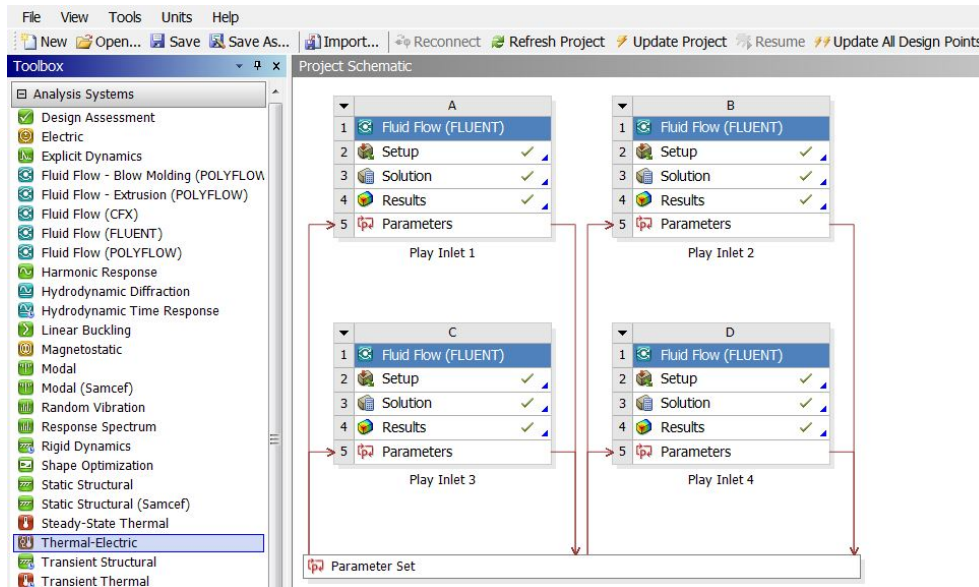 File View Tools Units Help
New Open... Save Save As... Import... Reconnect Refresh Project Update Project Resume Update All Design Points
Toolbox
Analysis Systems
Design Assessment
Electric
Explicit Dynamics
Fluid Flow - Blow Molding (POLYFLOW
Fluid Flow - Extrusion (POLYFLOW)
Fluid Flow (CFX)
Fluid Flow (FLUENT)
Fluid Flow (POLYFLOW)
Harmonic Response
Hydrodynamic Diffraction
Hydrodynamic Time Response
Linear Buckling
Magnetostatic
Modal
Modal (Samcef)
Random Vibration
Response Spectrum
Rigid Dynamics
Shape Optimization
Static Structural
Static Structural (Samcef)
Steady-State Thermal
Thermal-Electric
Transient Structural
Transient Thermal
Project Schematic
A
1 Fluid Flow (FLUENT)
2 Setup
3 Solution
4 Results
5 Parameters
Play Inlet 1
B
1 Fluid Flow (FLUENT)
2 Setup
3 Solution
4 Results
5 Parameters
Play Inlet 2
C
1 Fluid Flow (FLUENT)
2 Setup
3 Solution
4 Results
5 Parameters
Play Inlet 3
D
1 Fluid Flow (FLUENT)
2 Setup
3 Solution
4 Results
5 Parameters
Play Inlet 4
Parameter Set